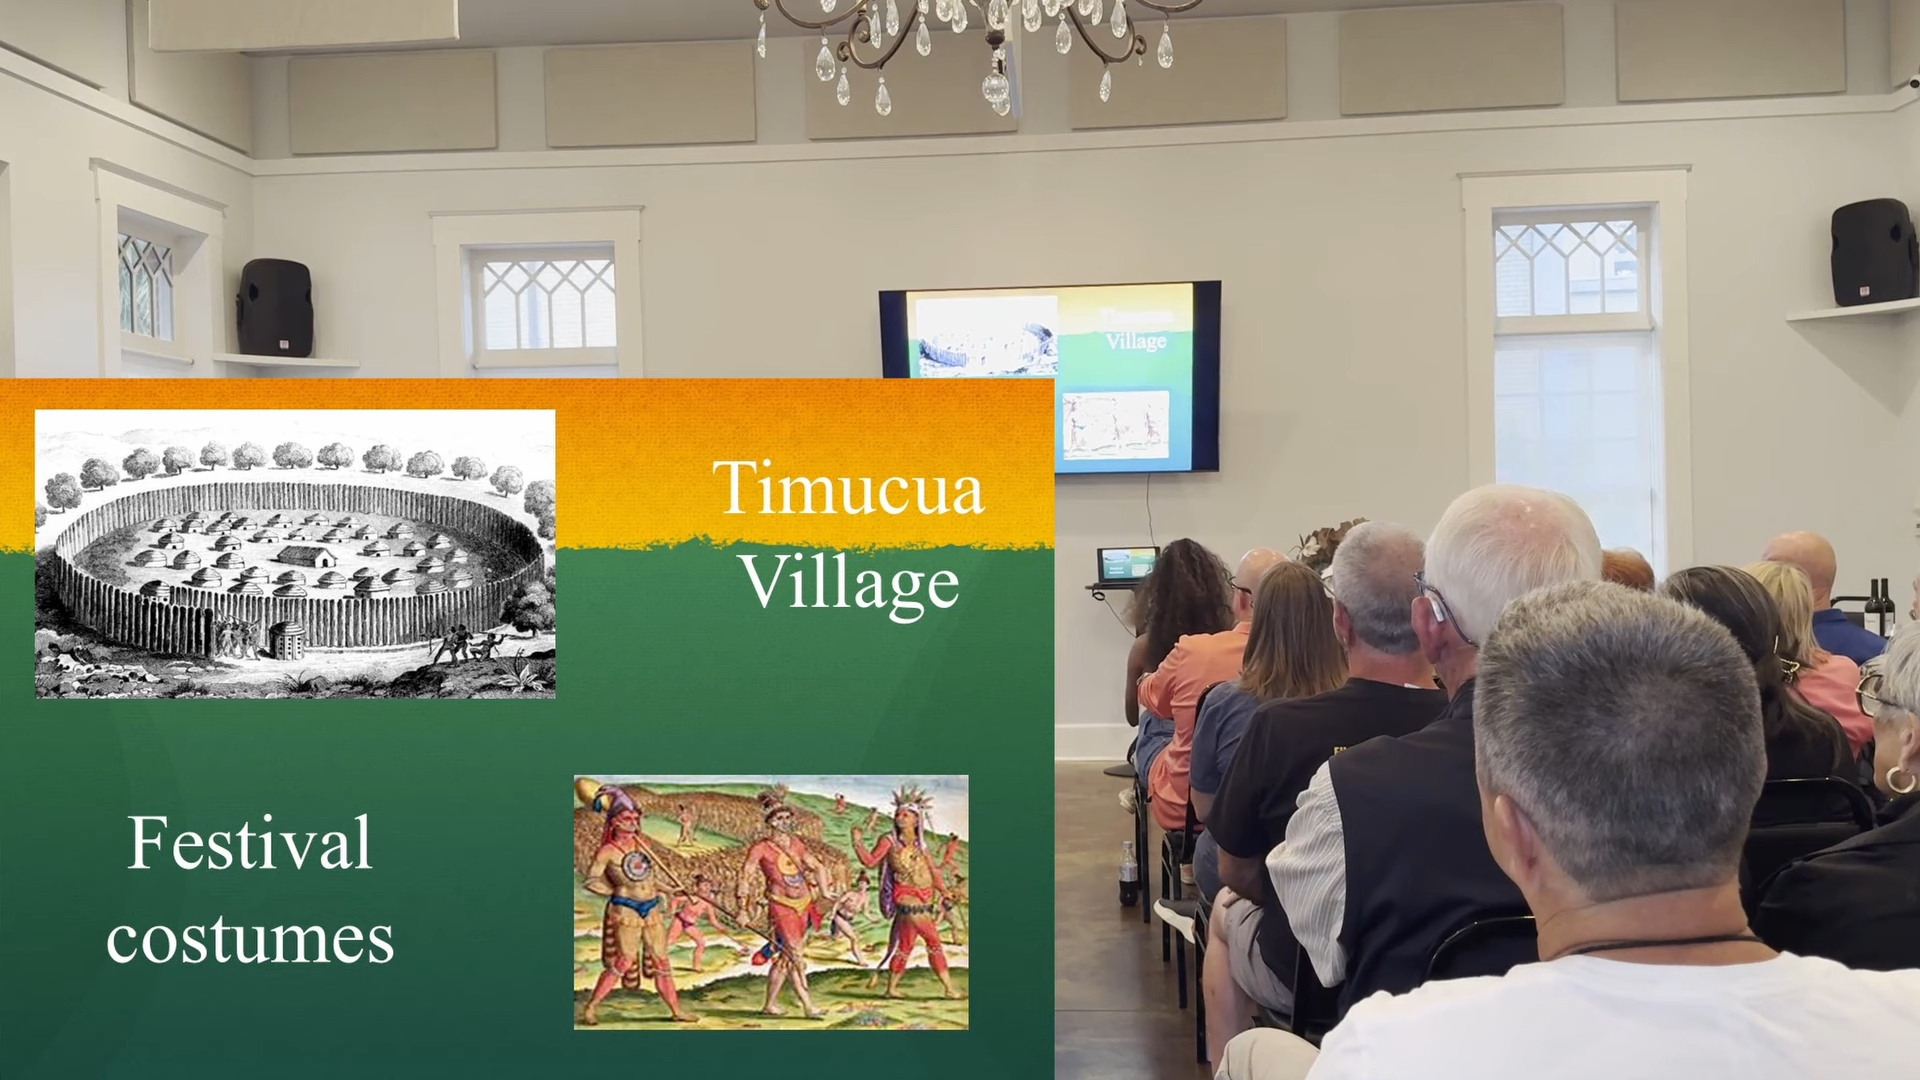 Timucua
Village
Festival
costumes
Village